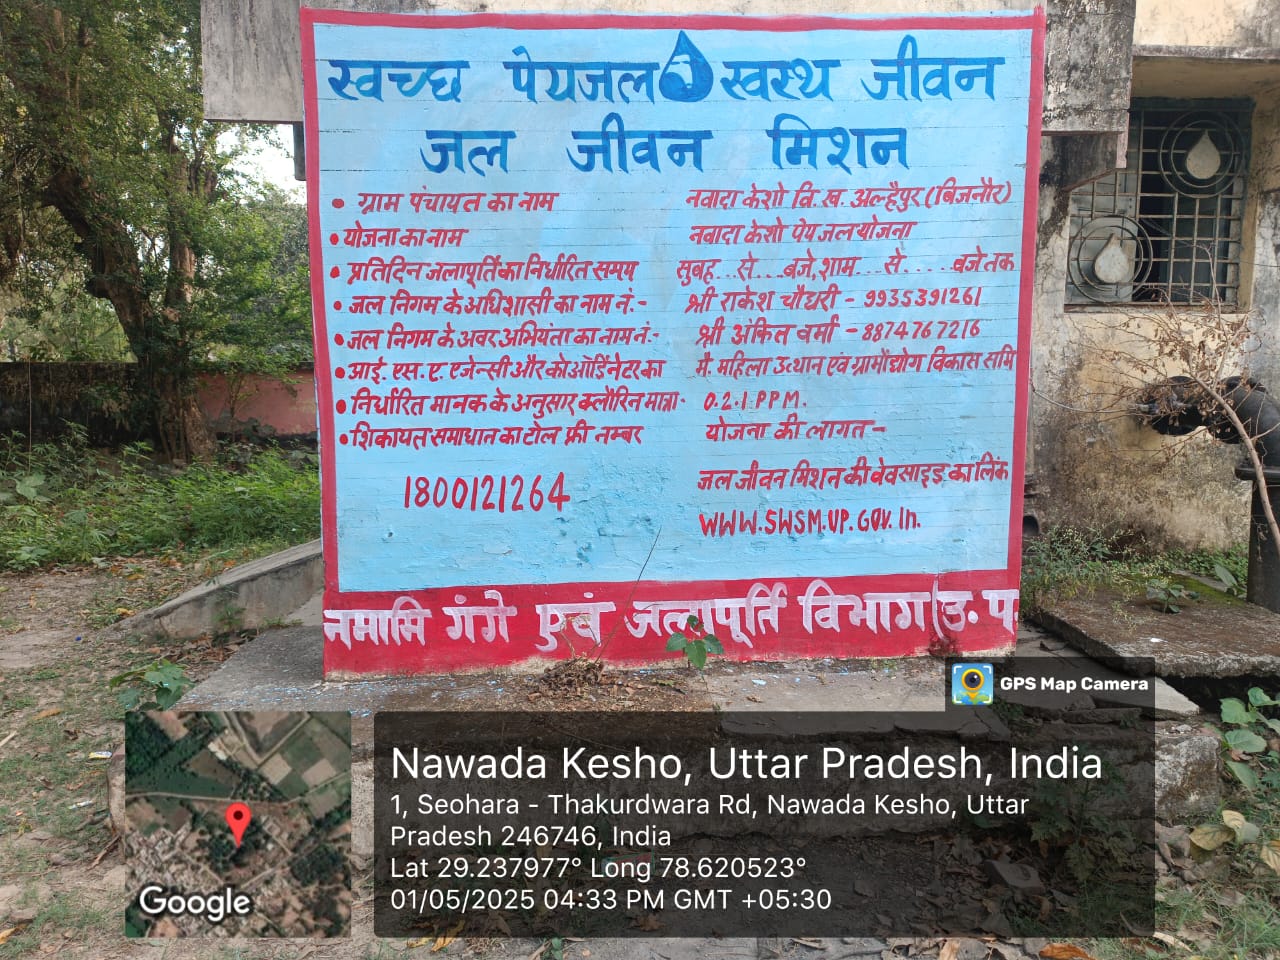 स्वच्छ पेयजल स्वस्थ जीवन
जल जीवन मिशन
• ग्राम पंचायत का नाम नवादा केशो वि. ख. अल्हैपुर (बिजनौर)
• योजना का नाम नवादा केशो पेय जल योजना
• प्रतिदिन जलापूर्ति का निर्धारित समय सुबह...से....बजे, शाम....से.....बजे तक
• जल निगम के अधिशासी का नाम नं.:- श्री राकेश चौधरी - 9935391261
• जल निगम के अवर अभियंता का नाम नं:- श्री अंकित वर्मा - 8874767216
• आई. एस. ए. एजेन्सी और कोऑर्डिनेटर का मै. महिला उत्थान एवं ग्रामोद्योग विकास समि
• निर्धारित मानक के अनुसार क्लौरिन मात्रा- 0.2.1 PPM.
• शिकायत समाधान का टोल फ्री नम्बर योजना की लागत -
1800121264 जल जीवन मिशन की वेवसाइड का लिंक
WWW.SWSM.UP.GOV.In.
नमामि गंगे एवं जलापूर्ति विभाग (उ. प.
GPS Map Camera
Nawada Kesho, Uttar Pradesh, India
1, Seohara - Thakurdwara Rd, Nawada Kesho, Uttar
Pradesh 246746, India
Lat 29.237977° Long 78.620523°
01/05/2025 04:33 PM GMT +05:30
Google